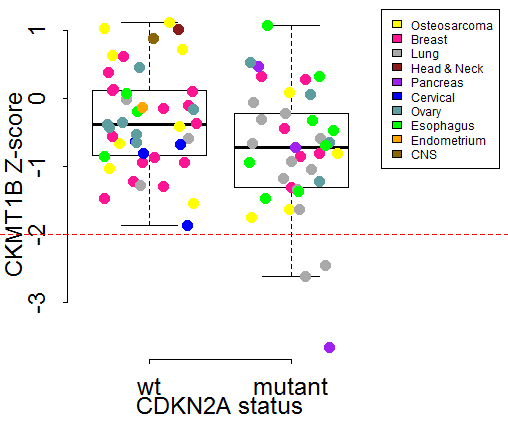 CKMT1B Z-score
1
0
-1
-2
-3
wt
mutant
CDKN2A status
Osteosarcoma
Breast
Lung
Head & Neck
Pancreas
Cervical
Ovary
Esophagus
Endometrium
CNS